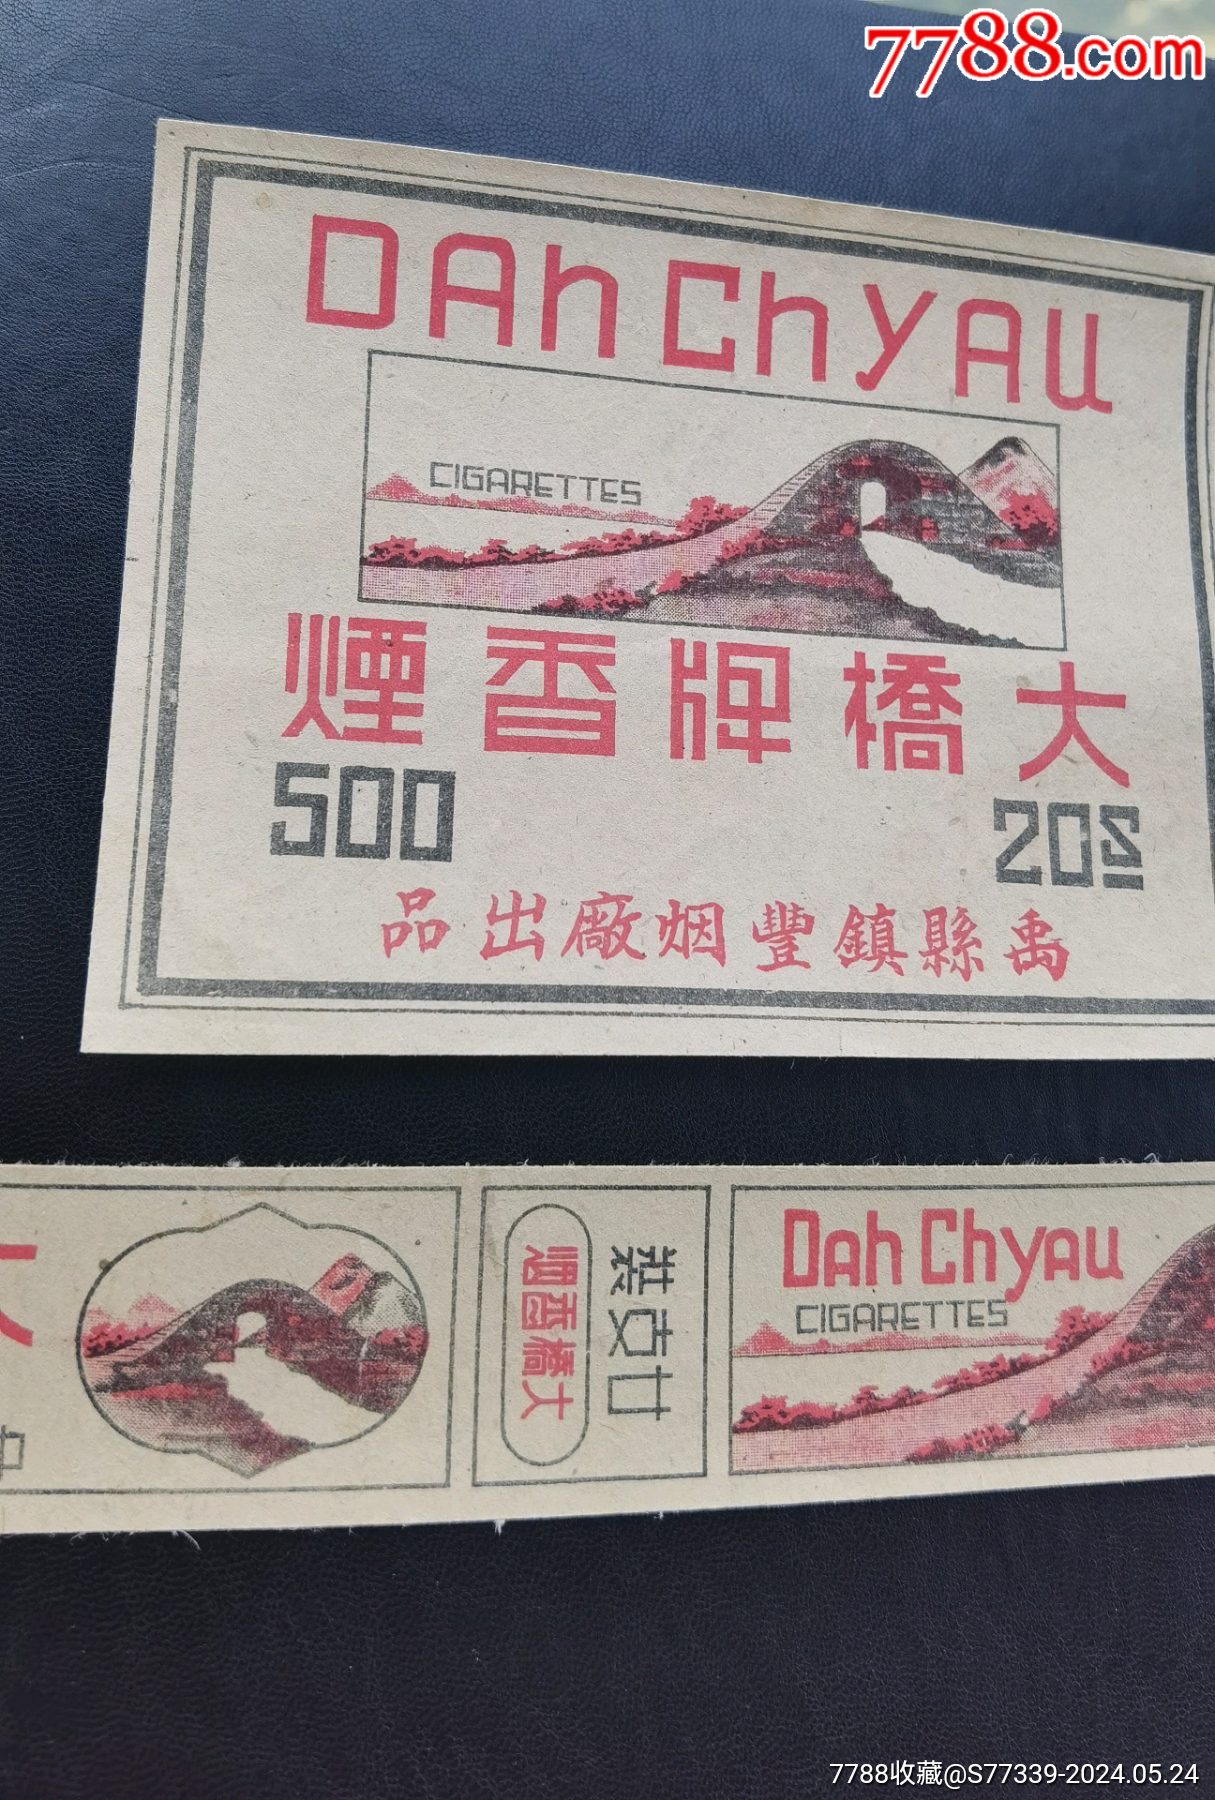 7788.com
DAh ChyAU
CIGARETTES
大橋牌香煙
500
20S
禹縣鎮豐烟廠出品
大
品
廿支裝
大橋香烟
DAh ChyAU
CIGARETTES
7788收藏@S77339-2024.05.24